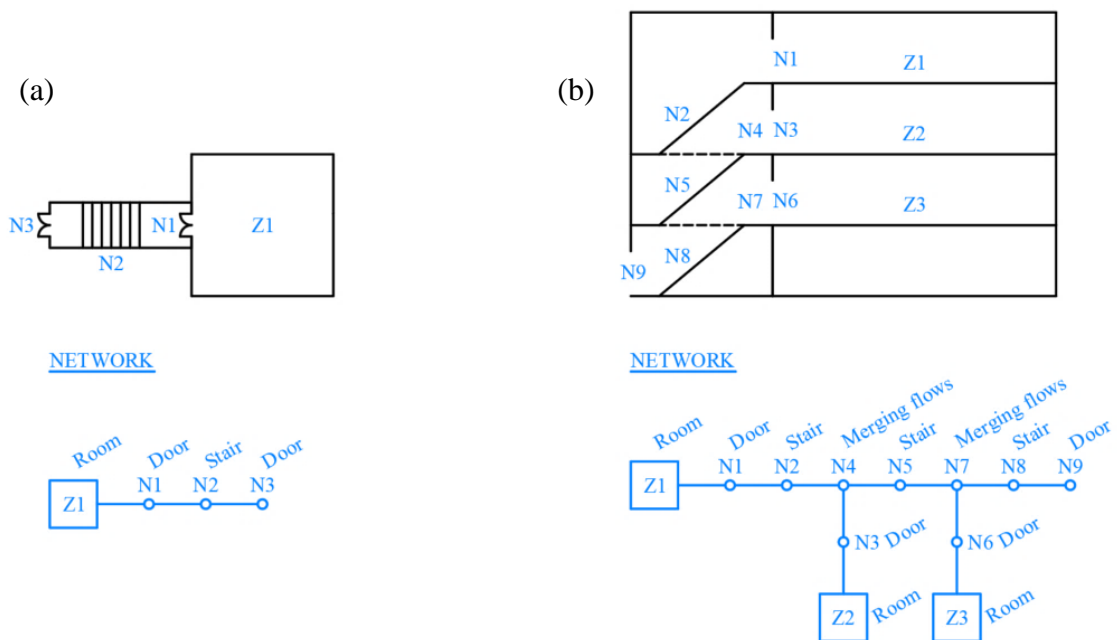 (a)
N3
N1
Z1
N2
NETWORK
Room
Door
Stair
Door
Z1
N1
N2
N3
(b)
N1
Z1
N2
N4
N3
Z2
N5
N7
N6
Z3
N8
N9
NETWORK
Room
Door
Stair
Merging flows
Stair
Merging flows
Stair
Door
Z1
N1
N2
N4
N5
N7
N8
N9
N3 Door
N6 Door
Z2
Room
Z3
Room